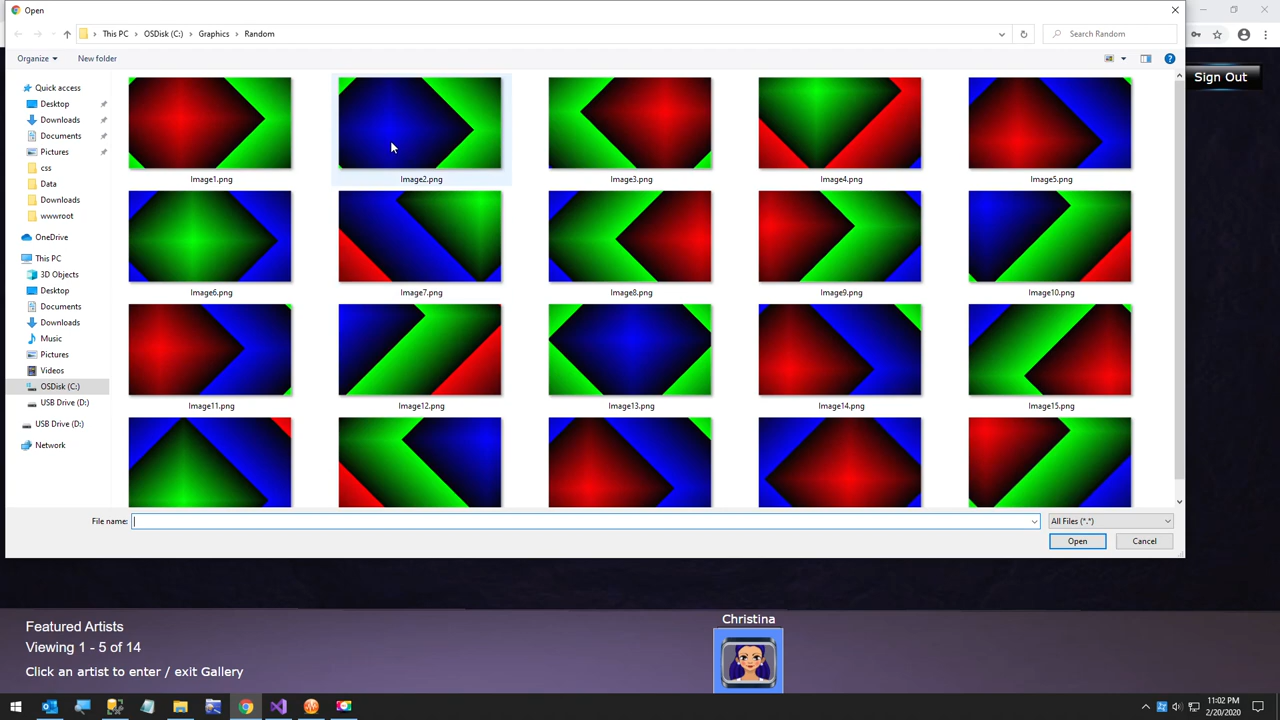 Open
This PC
OSDisk (C:)
Graphics
Random
Search Random
Organize
New folder
Sign Out
Quick access
Desktop
Downloads
Documents
Pictures
css
Data
Downloads
wwwroot
OneDrive
This PC
3D Objects
Desktop
Documents
Downloads
Music
Pictures
Videos
OSDisk (C:)
USB Drive (D:)
USB Drive (D:)
Network
Image1.png
Image2.png
Image3.png
Image4.png
Image5.png
Image6.png
Image7.png
Image8.png
Image9.png
Image10.png
Image11.png
Image12.png
Image13.png
Image14.png
Image15.png
File name:
All Files (*.*)
Open
Cancel
Featured Artists
Viewing 1 - 5 of 14
Click an artist to enter / exit Gallery
Christina
11:02 PM
2/20/2020